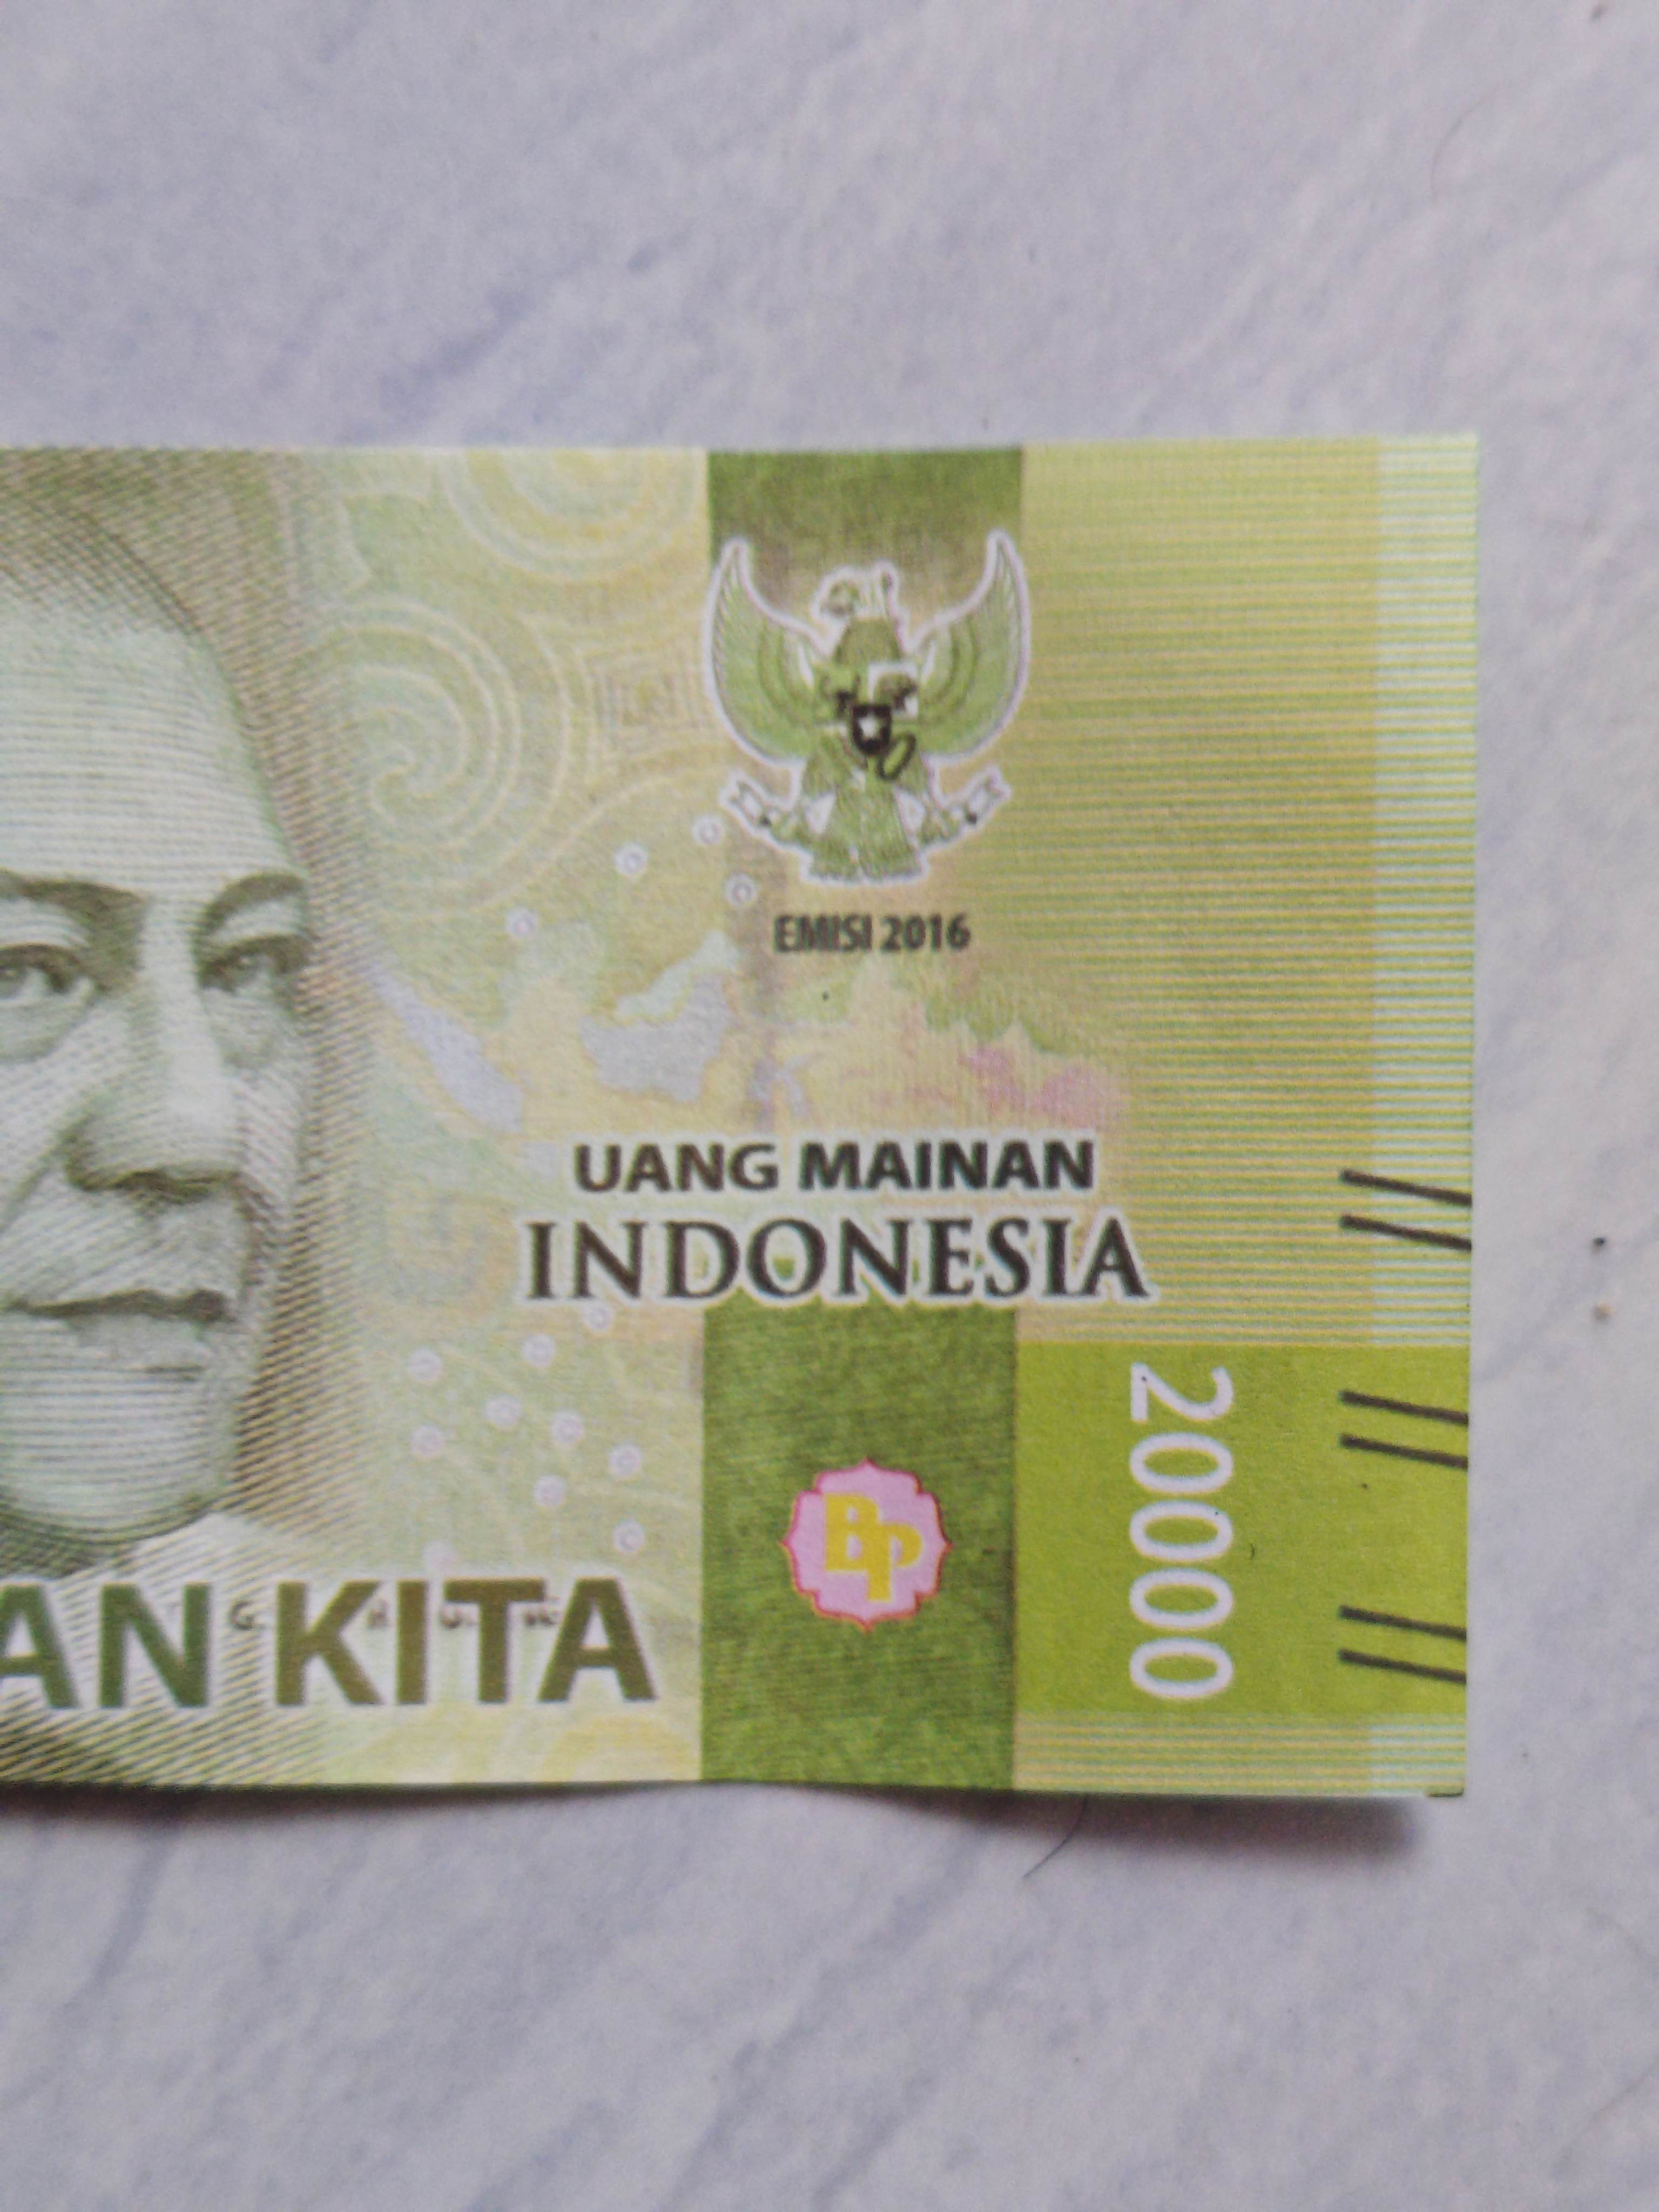 EMISI 2016
UANG MAINAN
INDONESIA
20000
BP
AN KITA